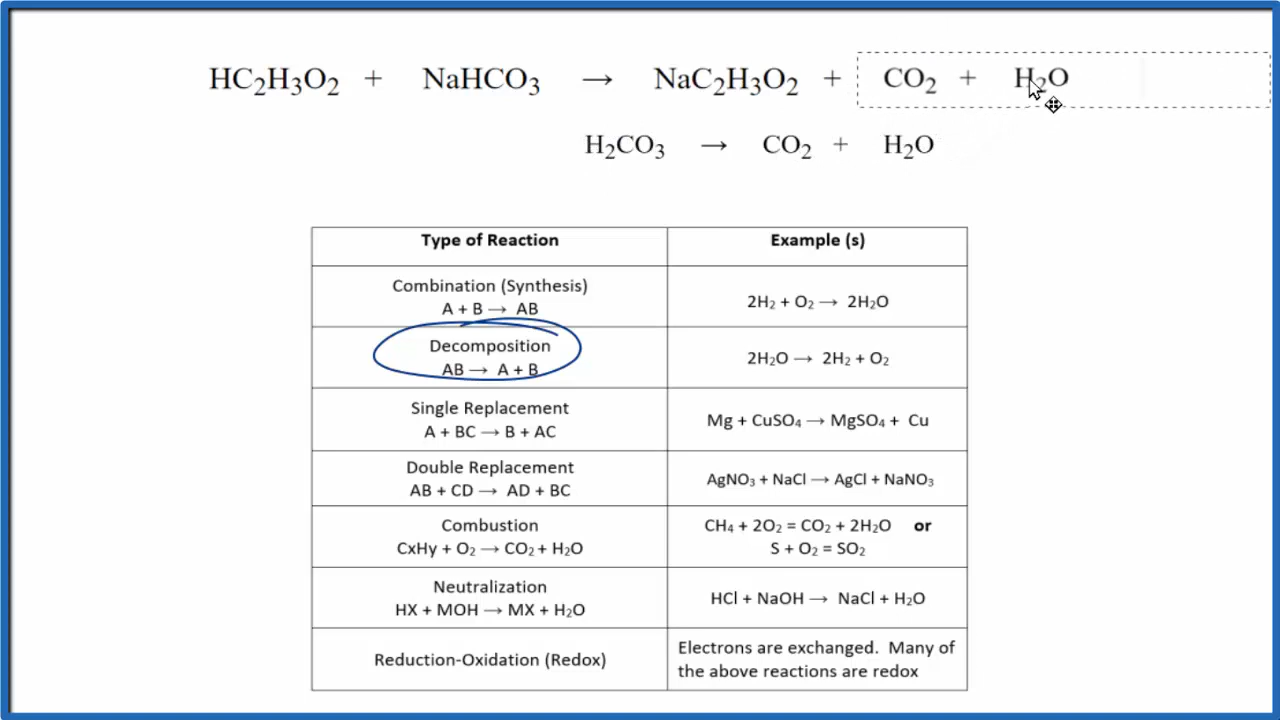 HC₂H₃O₂ + NaHCO₃ → NaC₂H₃O₂ + CO₂ + H₂O
H₂CO₃ → CO₂ + H₂O
Type of Reaction
Example (s)
Combination (Synthesis)
A + B → AB
2H₂ + O₂ → 2H₂O
Decomposition
AB → A + B
2H₂O → 2H₂ + O₂
Single Replacement
A + BC → B + AC
Mg + CuSO₄ → MgSO₄ + Cu
Double Replacement
AB + CD → AD + BC
AgNO₃ + NaCl → AgCl + NaNO₃
Combustion
CxHy + O₂ → CO₂ + H₂O
CH₄ + 2O₂ = CO₂ + 2H₂O or
S + O₂ = SO₂
Neutralization
HX + MOH → MX + H₂O
HCl + NaOH → NaCl + H₂O
Reduction-Oxidation (Redox)
Electrons are exchanged. Many of
the above reactions are redox